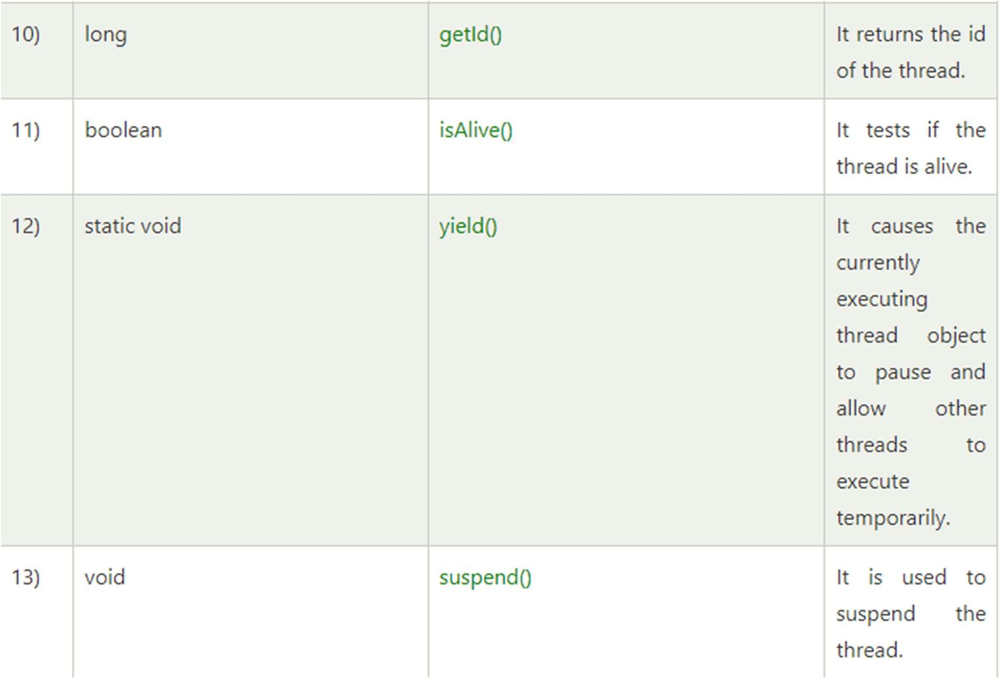 10) long getId() It returns the id
of the thread.
11) boolean isAlive() It tests if the
thread is alive.
12) static void yield() It causes the
currently
executing
thread object
to pause and
allow other
threads to
execute
temporarily.
13) void suspend() It is used to
suspend the
thread.